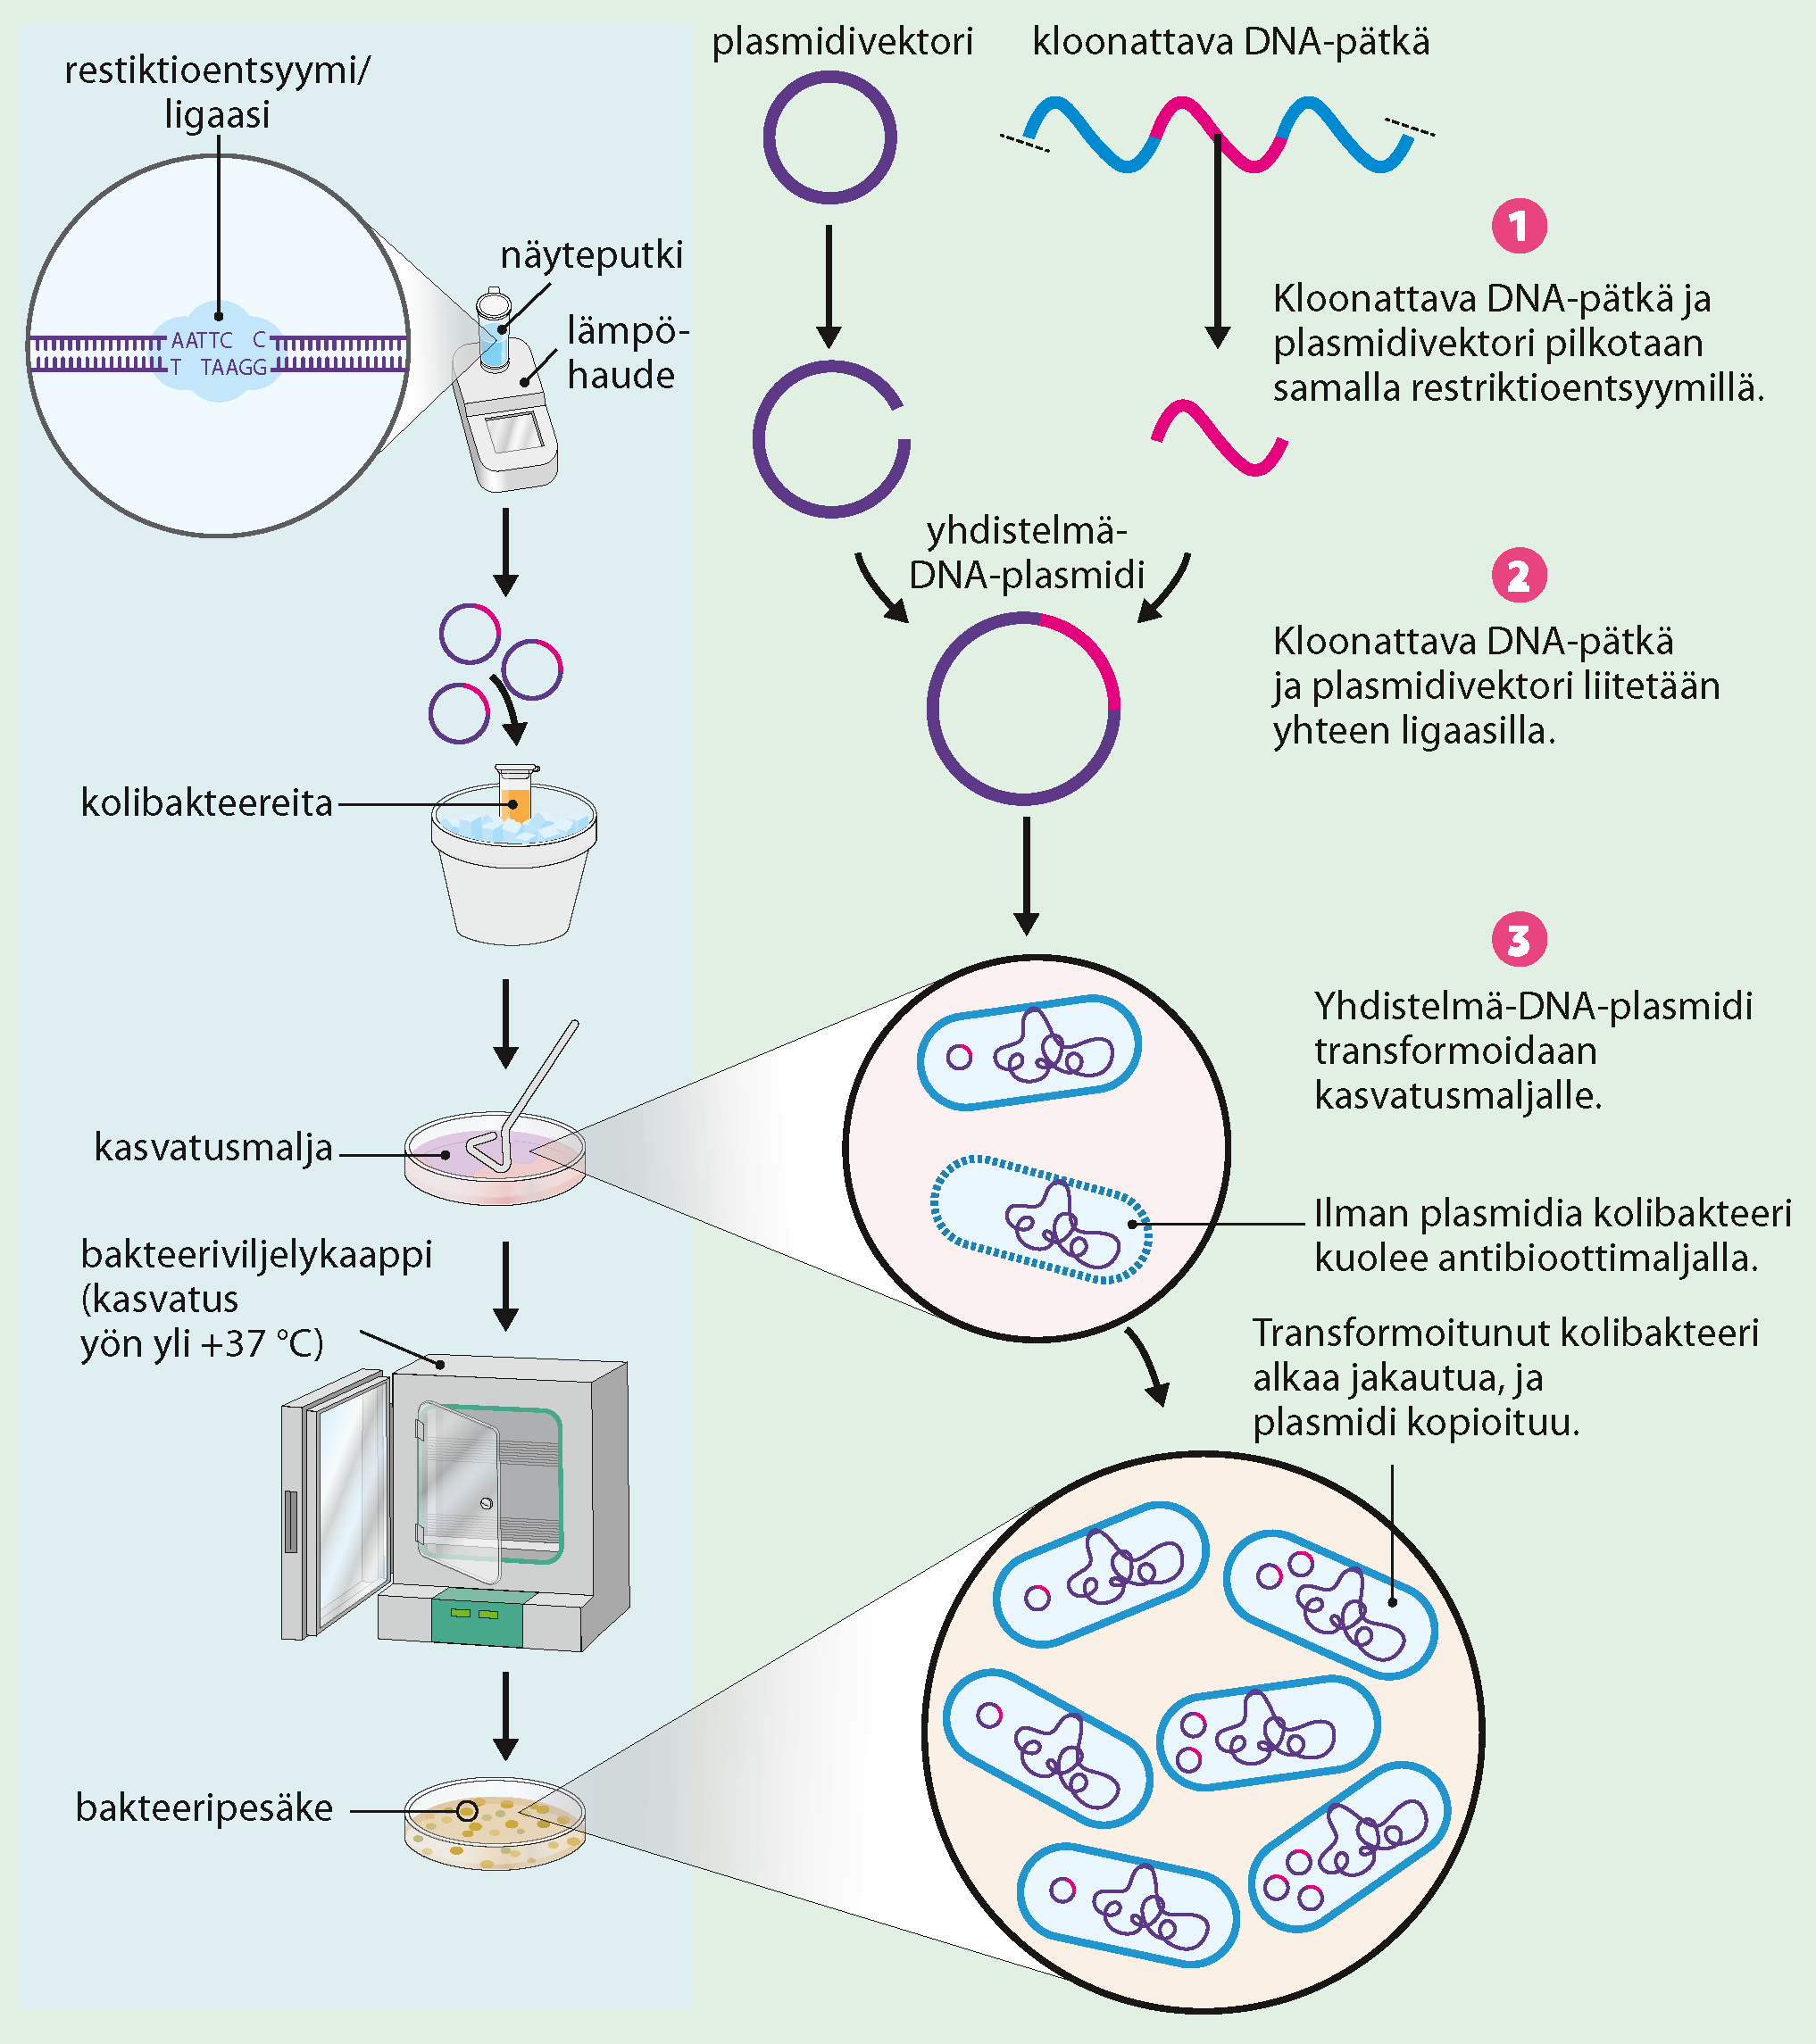 plasmidivektori
kloonattava DNA-pätkä
restiktioentsyymi/
ligaasi
näyteputki
lämpö-
haude
AATTC C
T TAAGG
1
Kloonattava DNA-pätkä ja
plasmidivektori pilkotaan
samalla restriktioentsyymillä.
yhdistelmä-
DNA-plasmidi
2
Kloonattava DNA-pätkä
ja plasmidivektori liitetään
yhteen ligaasilla.
kolibakteereita
3
Yhdistelmä-DNA-plasmidi
transformoidaan
kasvatusmaljalle.
kasvatusmalja
Ilman plasmidia kolibakteeri
kuolee antibioottimaljalla.
bakteeriviljelykaappi
(kasvatus
yön yli +37 °C)
Transformoitunut kolibakteeri
alkaa jakautua, ja
plasmidi kopioituu.
bakteeripesäke